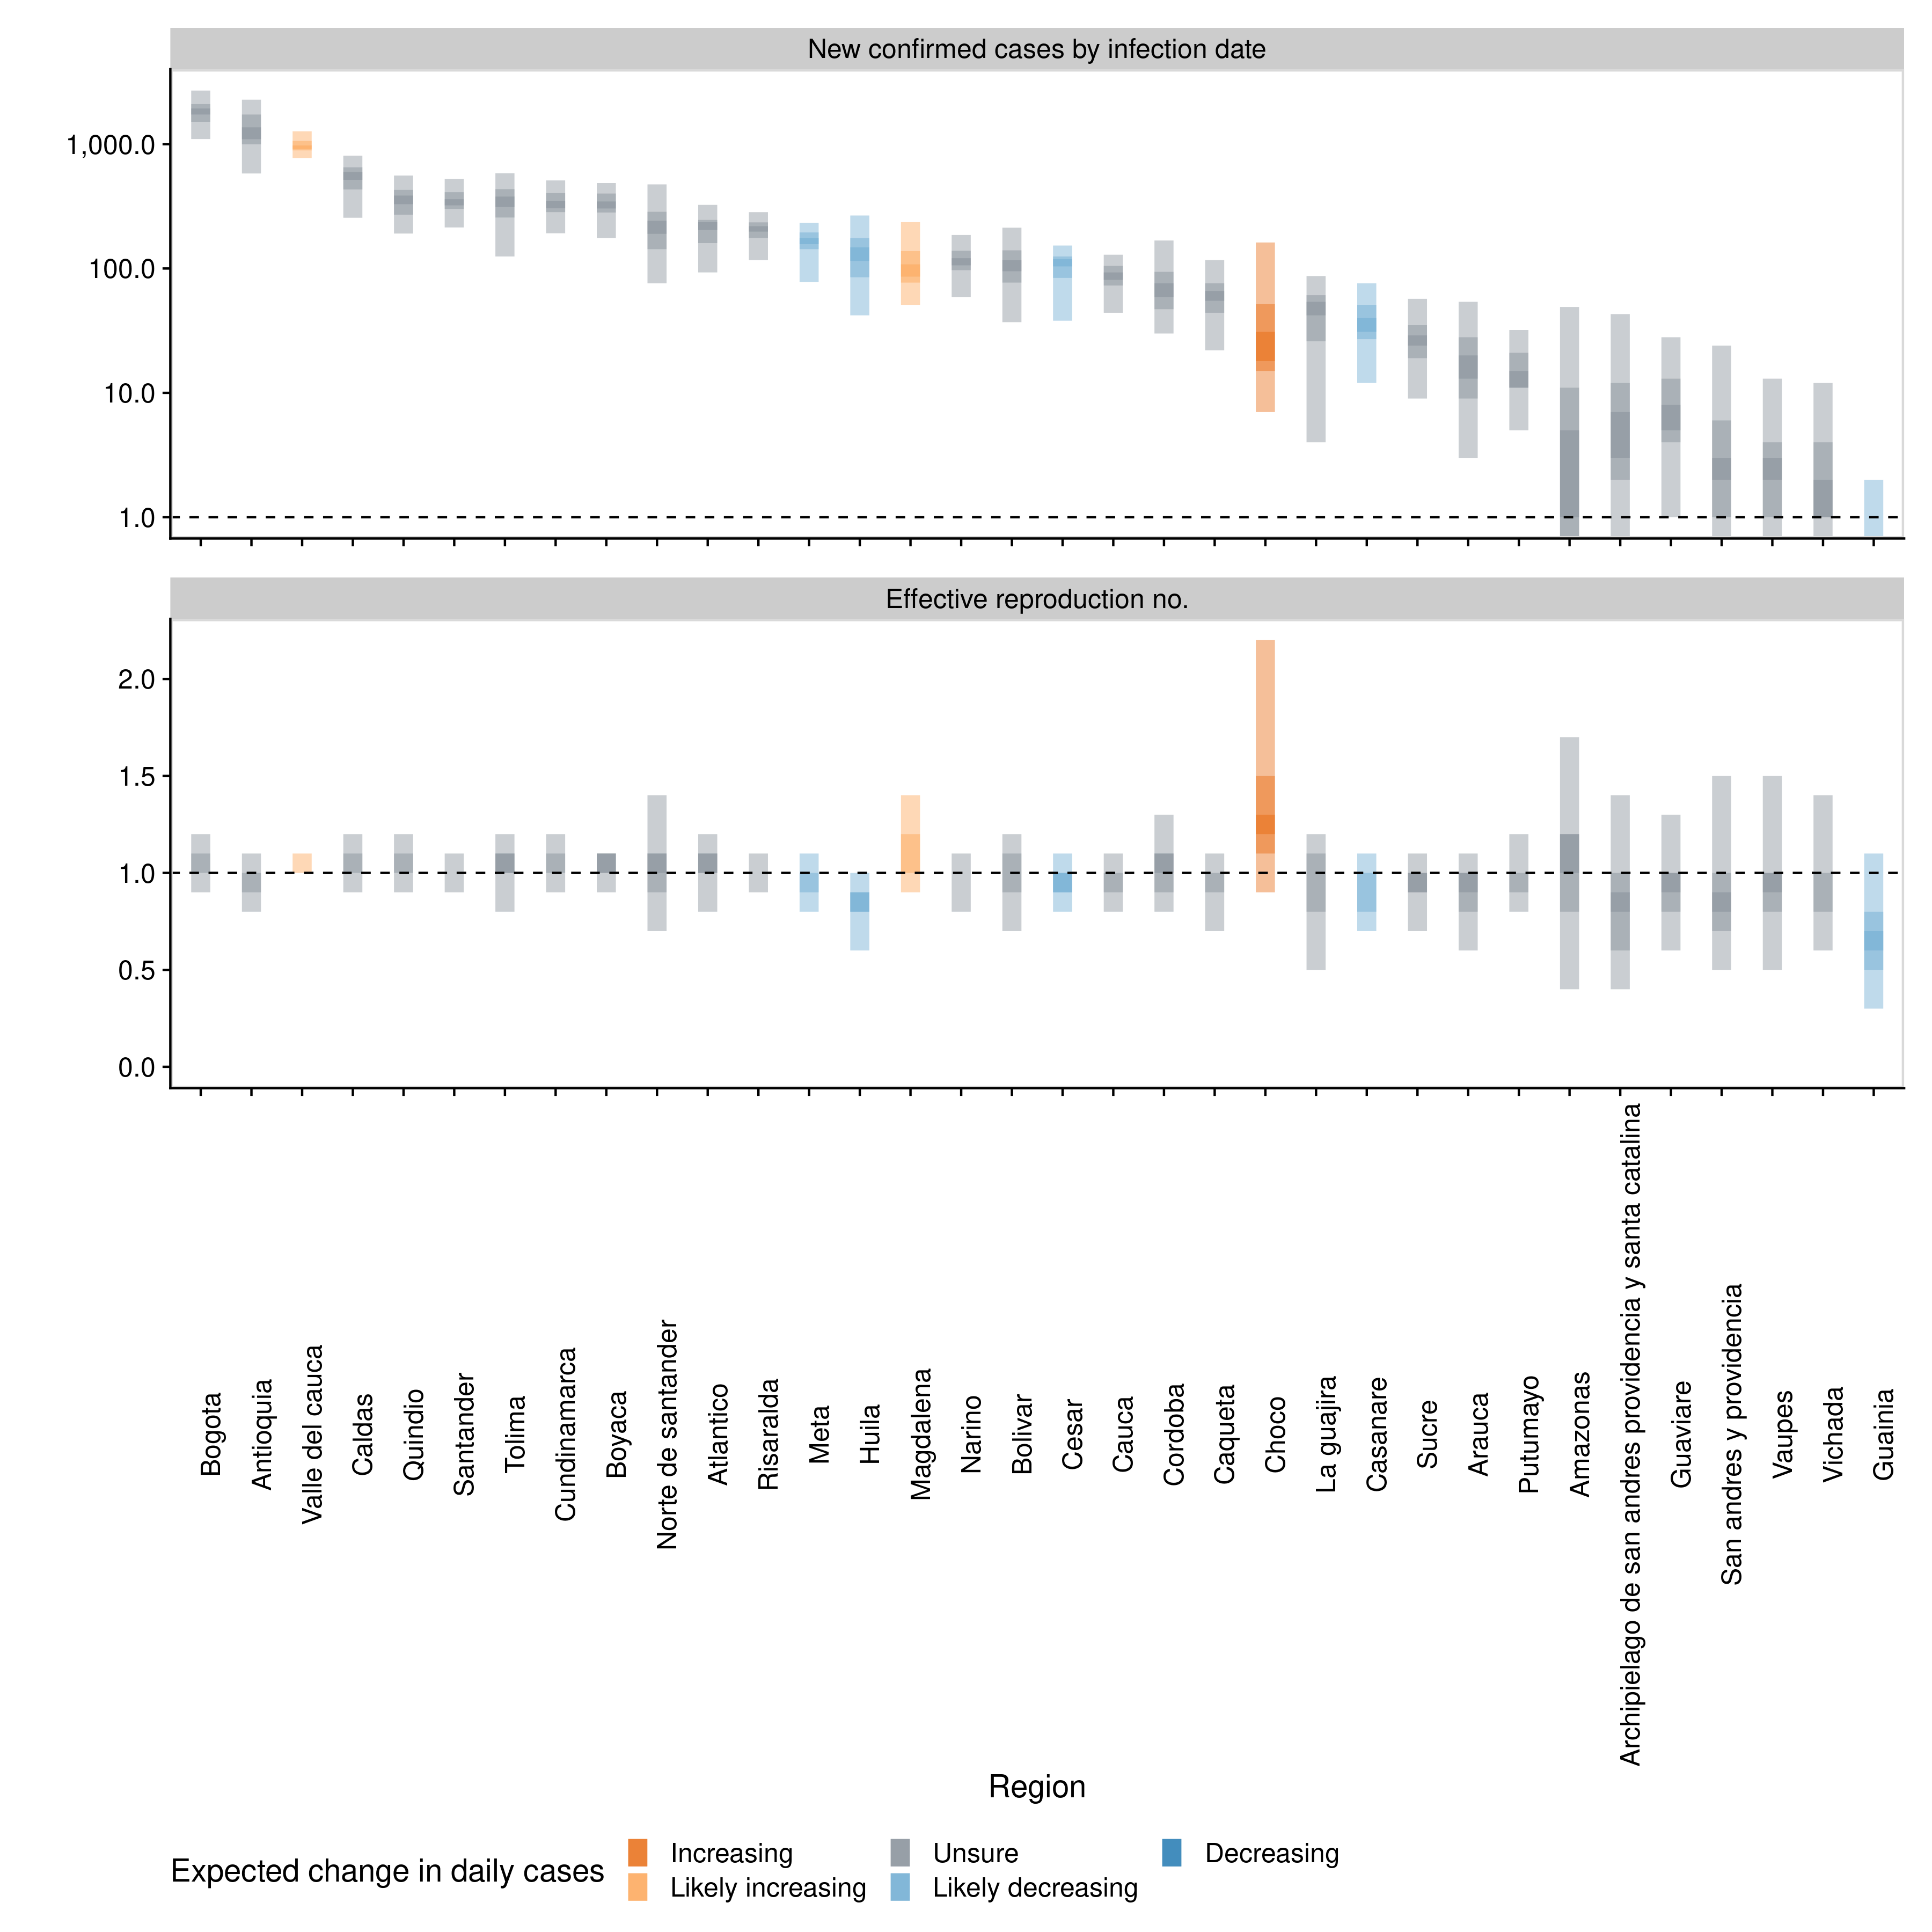 New confirmed cases by infection date
1,000.0
100.0
10.0
1.0
Effective reproduction no.
2.0
1.5
1.0
0.5
0.0
Bogota
Antioquia
Valle del cauca
Caldas
Quindio
Santander
Tolima
Cundinamarca
Boyaca
Norte de santander
Atlantico
Risaralda
Meta
Huila
Magdalena
Narino
Bolivar
Cesar
Cauca
Cordoba
Caqueta
Choco
La guajira
Casanare
Sucre
Arauca
Putumayo
Amazonas
Archipielago de san andres providencia y santa catalina
Guaviare
San andres y providencia
Vaupes
Vichada
Guainia
Region
Expected change in daily cases
Increasing
Likely increasing
Unsure
Likely decreasing
Decreasing